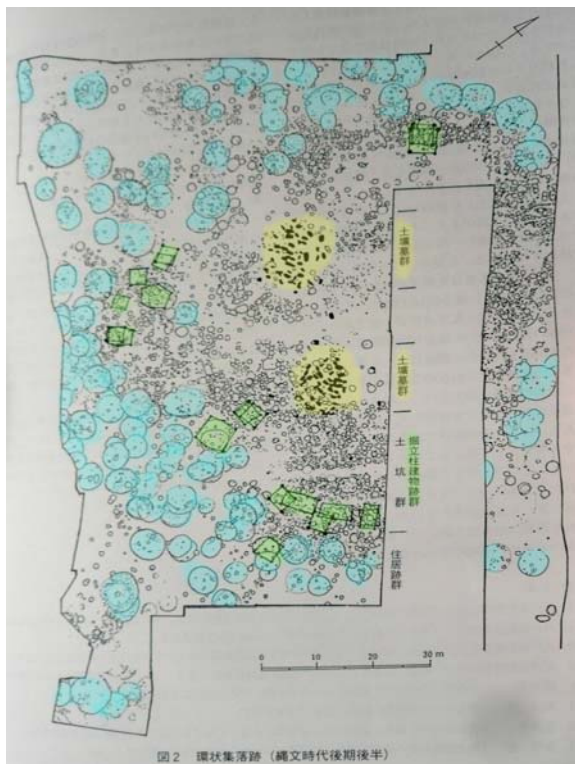 土壙墓群
土壙墓群
掘立柱建物跡群
土坑群
住居跡群
0 10 20 30 m
図2 環状集落跡（縄文時代後期後半）